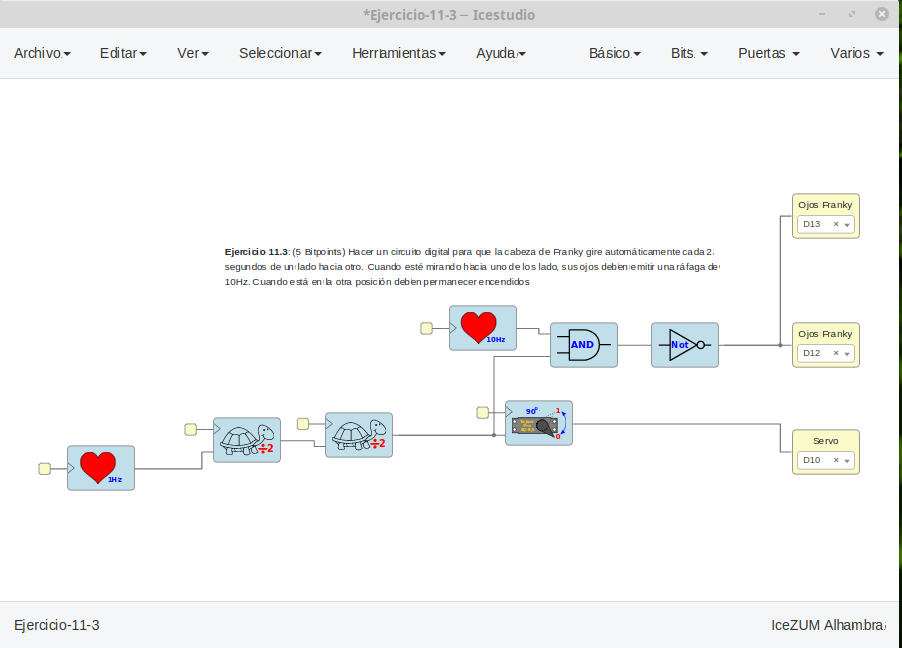 *Ejercicio-11-3 – Icestudio
Archivo Editar Ver Seleccionar Herramientas Ayuda Básico Bits Puertas Varios
Ojos Franky
D13
Ejercicio 11.3: (5 Bitpoints) Hacer un circuito digital para que la cabeza de Franky gire automáticamente cada 2
segundos de un lado hacia otro. Cuando esté mirando hacia uno de los lado, sus ojos deben emitir una ráfaga de
10Hz. Cuando está en la otra posición deben permanecer encendidos
10Hz
AND
Not
Ojos Franky
D12
90º
1
0
÷2
÷2
1Hz
Servo
D10
Ejercicio-11-3
IceZUM Alhambra